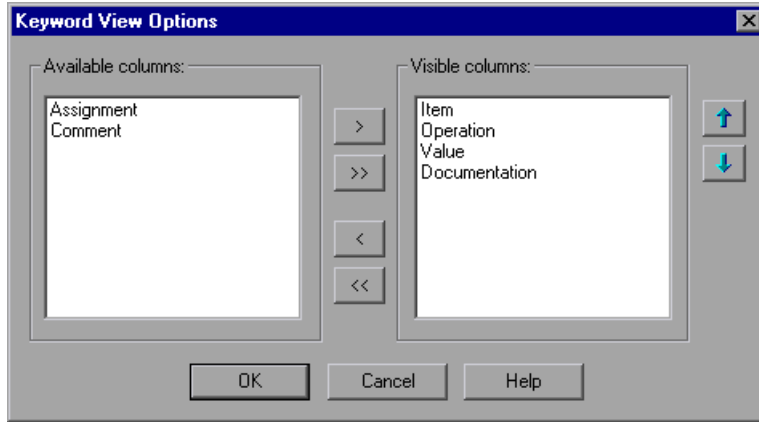 Keyword View Options
Available columns:
Assignment
Comment
>
>>
<
<<
Visible columns:
Item
Operation
Value
Documentation
OK
Cancel
Help